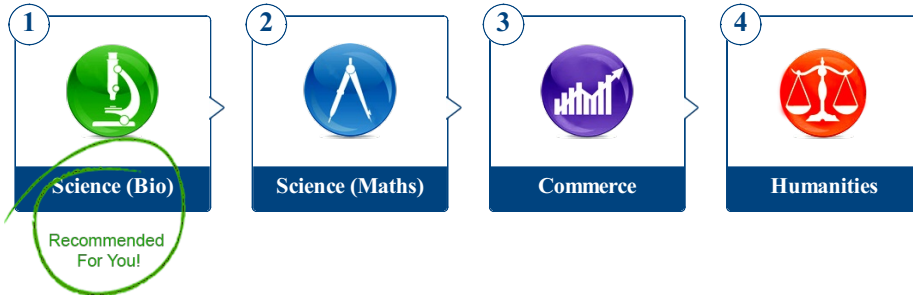 1
2
3
4
Science (Bio)
Science (Maths)
Commerce
Humanities
Recommended
For You!